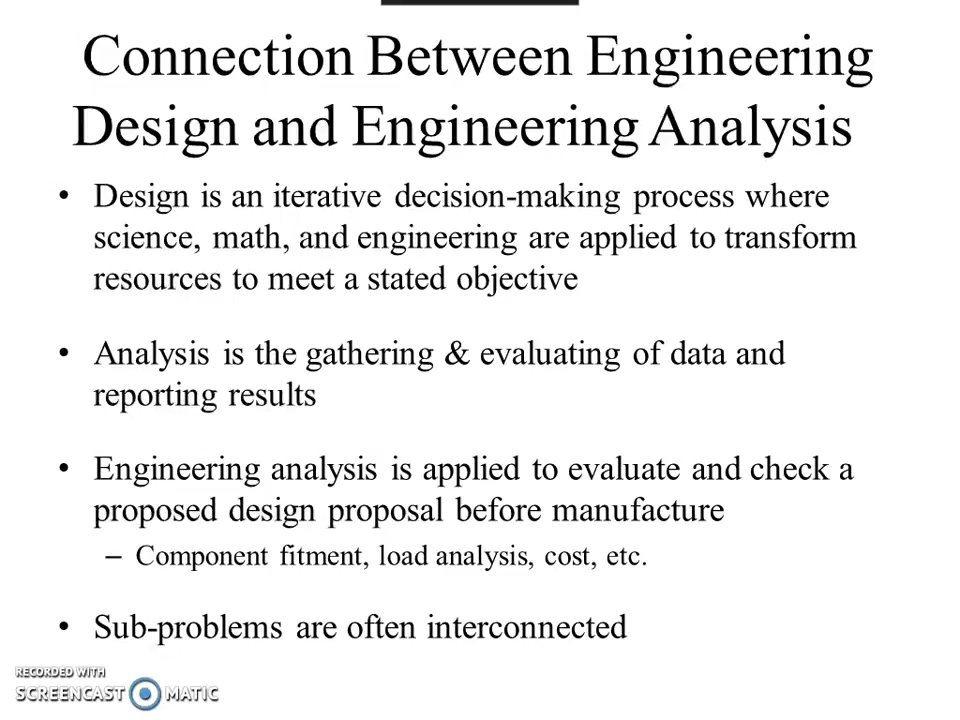 Connection Between Engineering
Design and Engineering Analysis
• Design is an iterative decision-making process where
science, math, and engineering are applied to transform
resources to meet a stated objective
• Analysis is the gathering & evaluating of data and
reporting results
• Engineering analysis is applied to evaluate and check a
proposed design proposal before manufacture
– Component fitment, load analysis, cost, etc.
• Sub-problems are often interconnected
RECORDED WITH
SCREENCAST MATIC